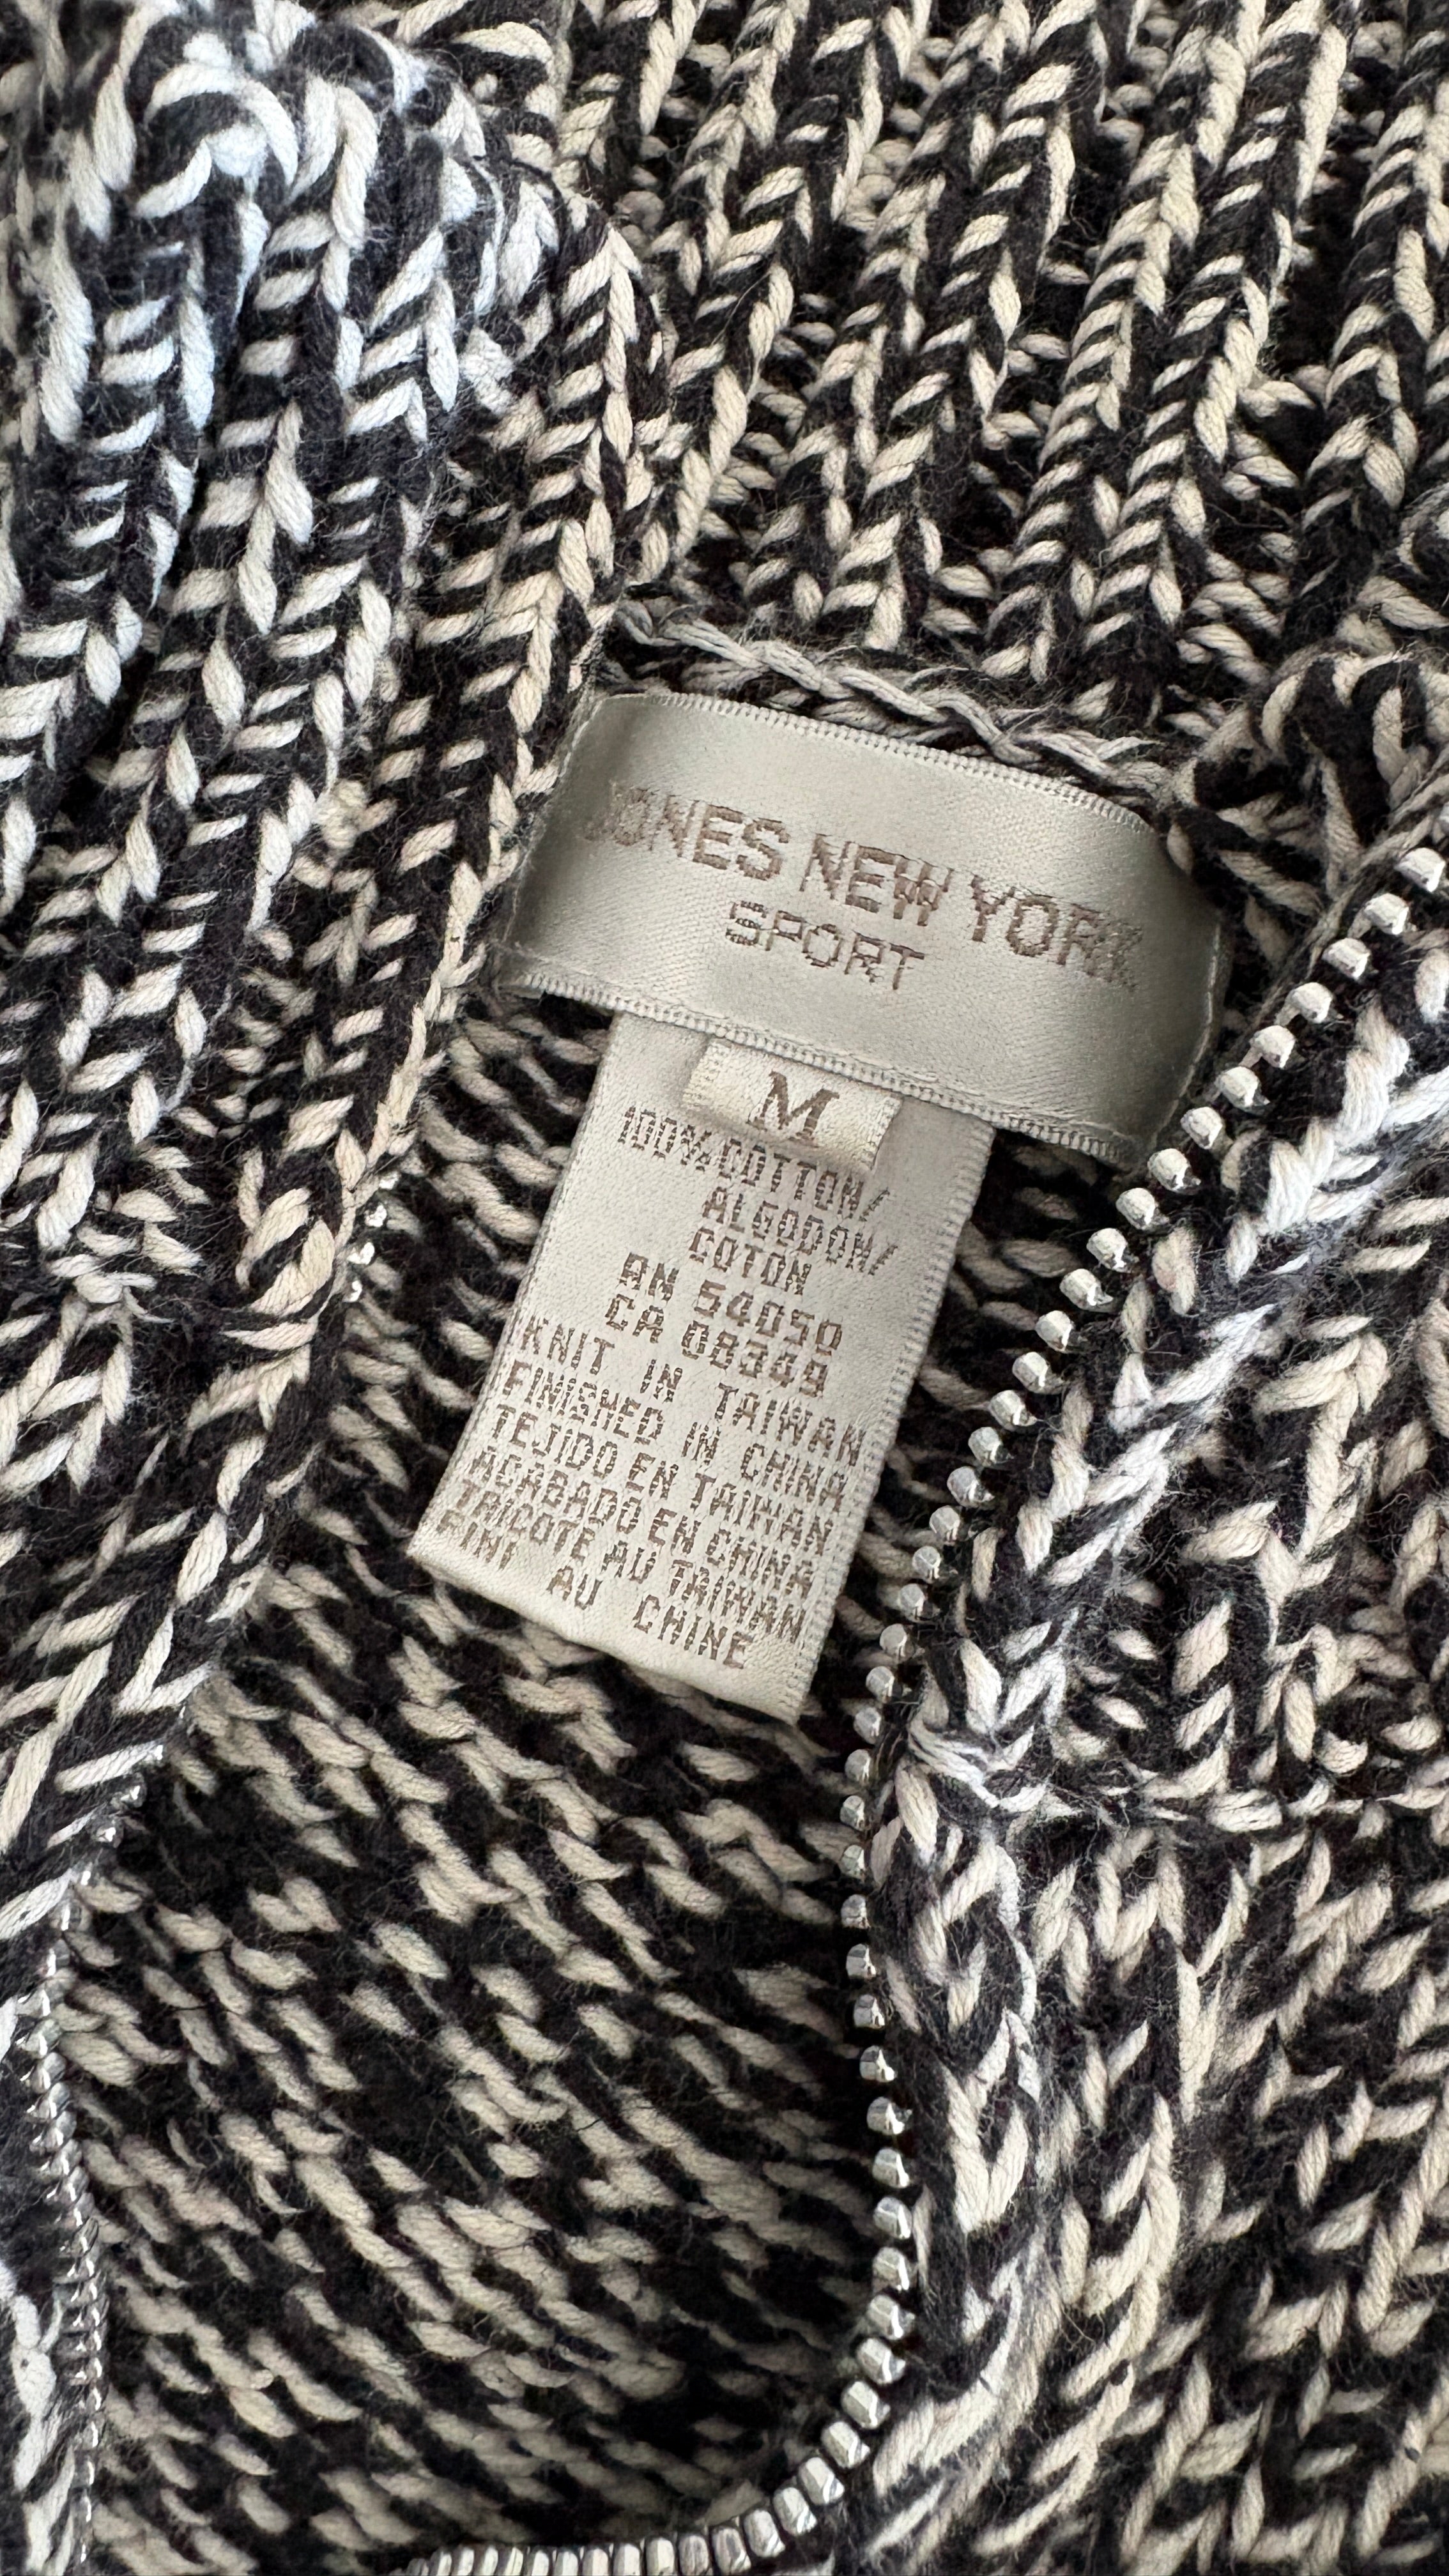 JONES NEW YORK
SPORT
M
100% COTTON/
ALGODON/
COTON
RN 54050
CA 08349
KNIT IN TAIWAN
FINISHED IN CHINA
TEJIDO EN TAIWAN
ACABADO EN CHINA
TRICOTE AU TAIWAN
FINI AU CHINE